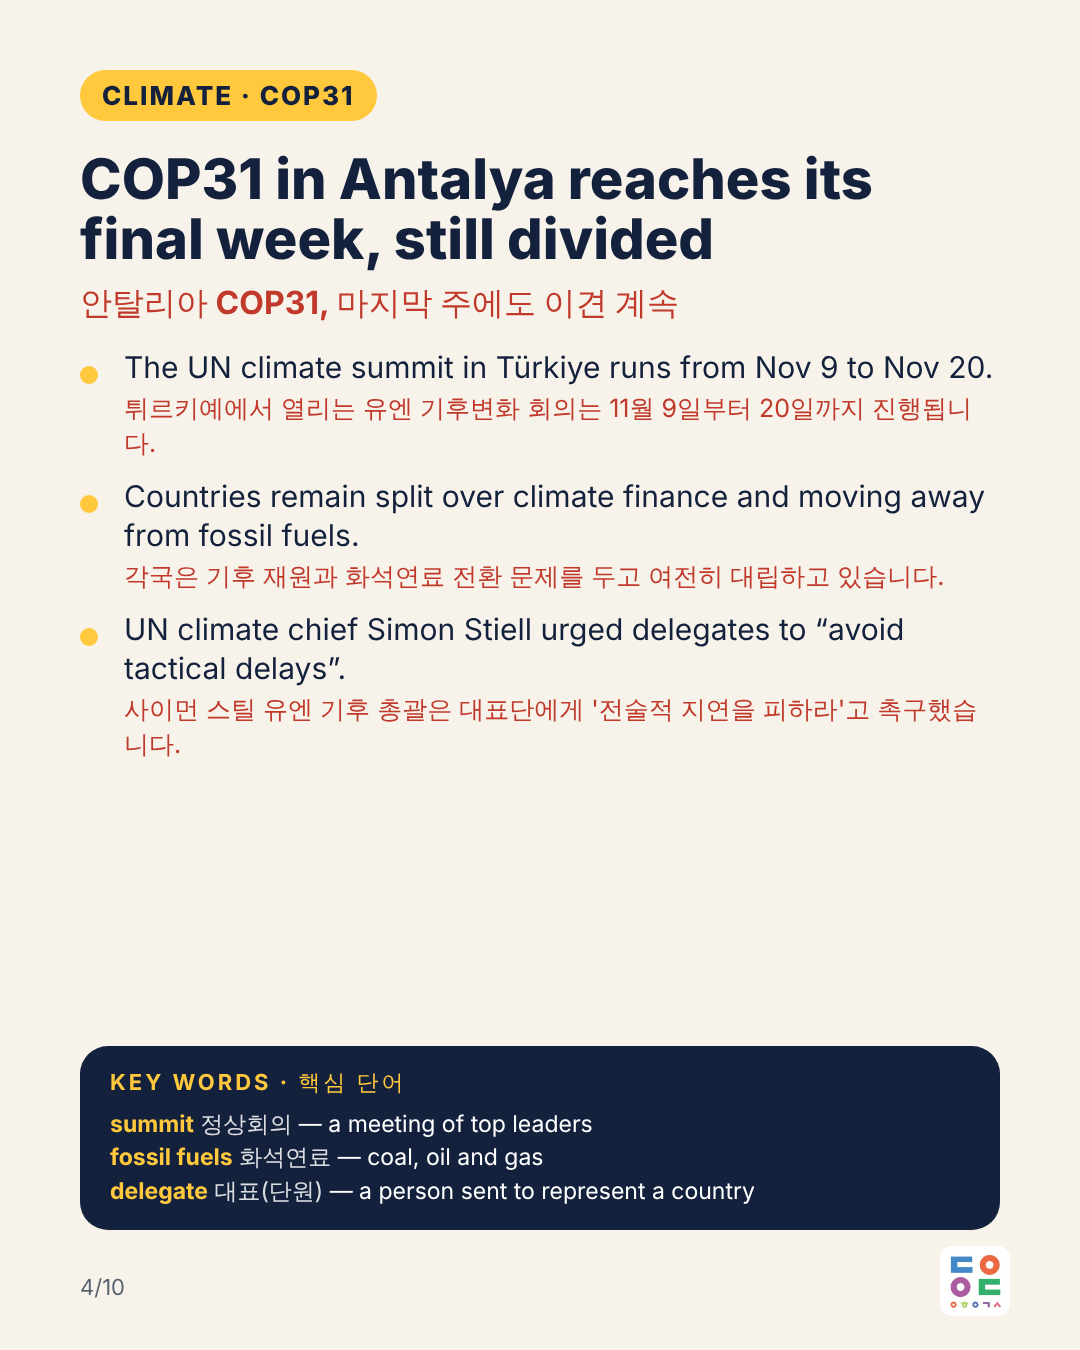 CLIMATE · COP31
COP31 in Antalya reaches its
final week, still divided
안탈리아 COP31, 마지막 주에도 이견 계속
The UN climate summit in Türkiye runs from Nov 9 to Nov 20.
튀르키예에서 열리는 유엔 기후변화 회의는 11월 9일부터 20일까지 진행됩니
다.
Countries remain split over climate finance and moving away
from fossil fuels.
각국은 기후 재원과 화석연료 전환 문제를 두고 여전히 대립하고 있습니다.
UN climate chief Simon Stiell urged delegates to “avoid
tactical delays”.
사이먼 스틸 유엔 기후 총괄은 대표단에게 '전술적 지연을 피하라'고 촉구했습
니다.
KEY WORDS · 핵심 단어
summit 정상회의 — a meeting of top leaders
fossil fuels 화석연료 — coal, oil and gas
delegate 대표(단원) — a person sent to represent a country
4/10